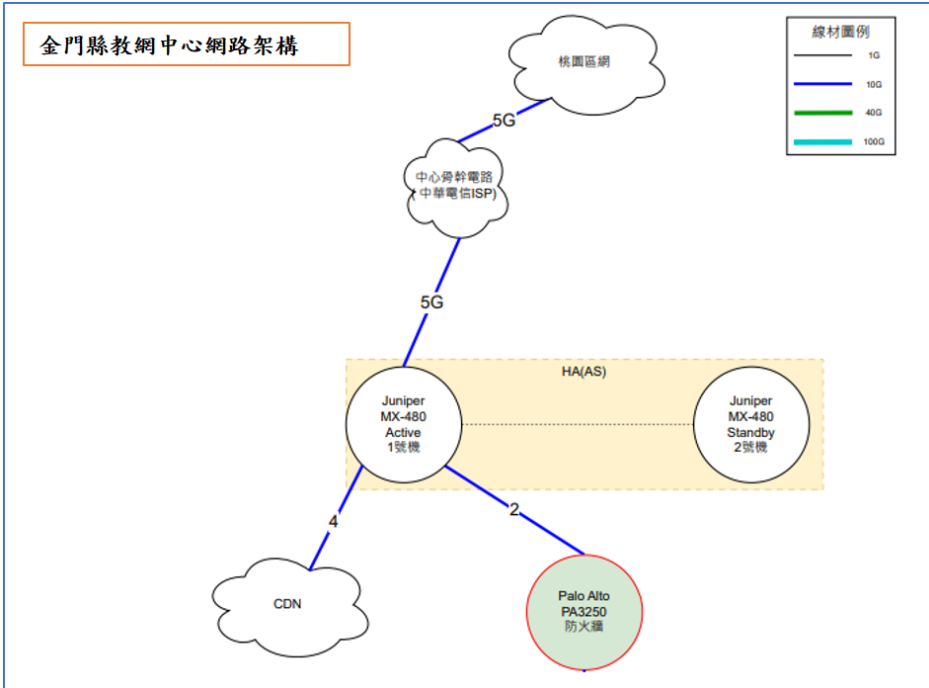 金門縣教網中心網路架構
線材圖例
1G
10G
40G
100G
桃園區網
5G
中心骨幹電路
( 中華電信ISP)
5G
HA(AS)
Juniper
MX-480
Active
1號機
Juniper
MX-480
Standby
2號機
4
2
CDN
Palo Alto
PA3250
防火牆